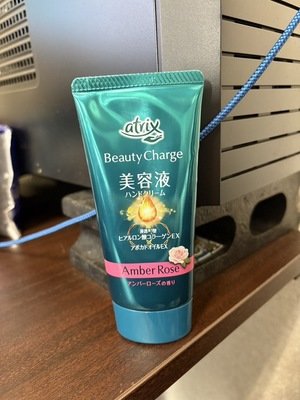 atrix
Beauty Charge
美容液
ハンドクリーム
ヒアルロン酸コラーゲンEX
アボカドオイルEX
Amber Rose
アンバーローズの香り